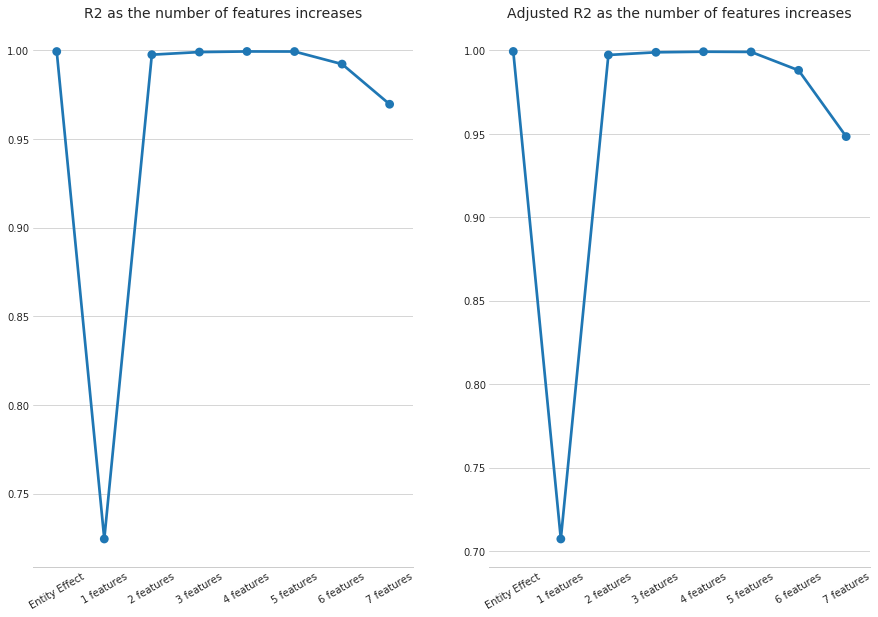 R2 as the number of features increases
1.00
0.95
0.90
0.85
0.80
0.75
Entity Effect
1 features
2 features
3 features
4 features
5 features
6 features
7 features
Adjusted R2 as the number of features increases
1.00
0.95
0.90
0.85
0.80
0.75
0.70
Entity Effect
1 features
2 features
3 features
4 features
5 features
6 features
7 features